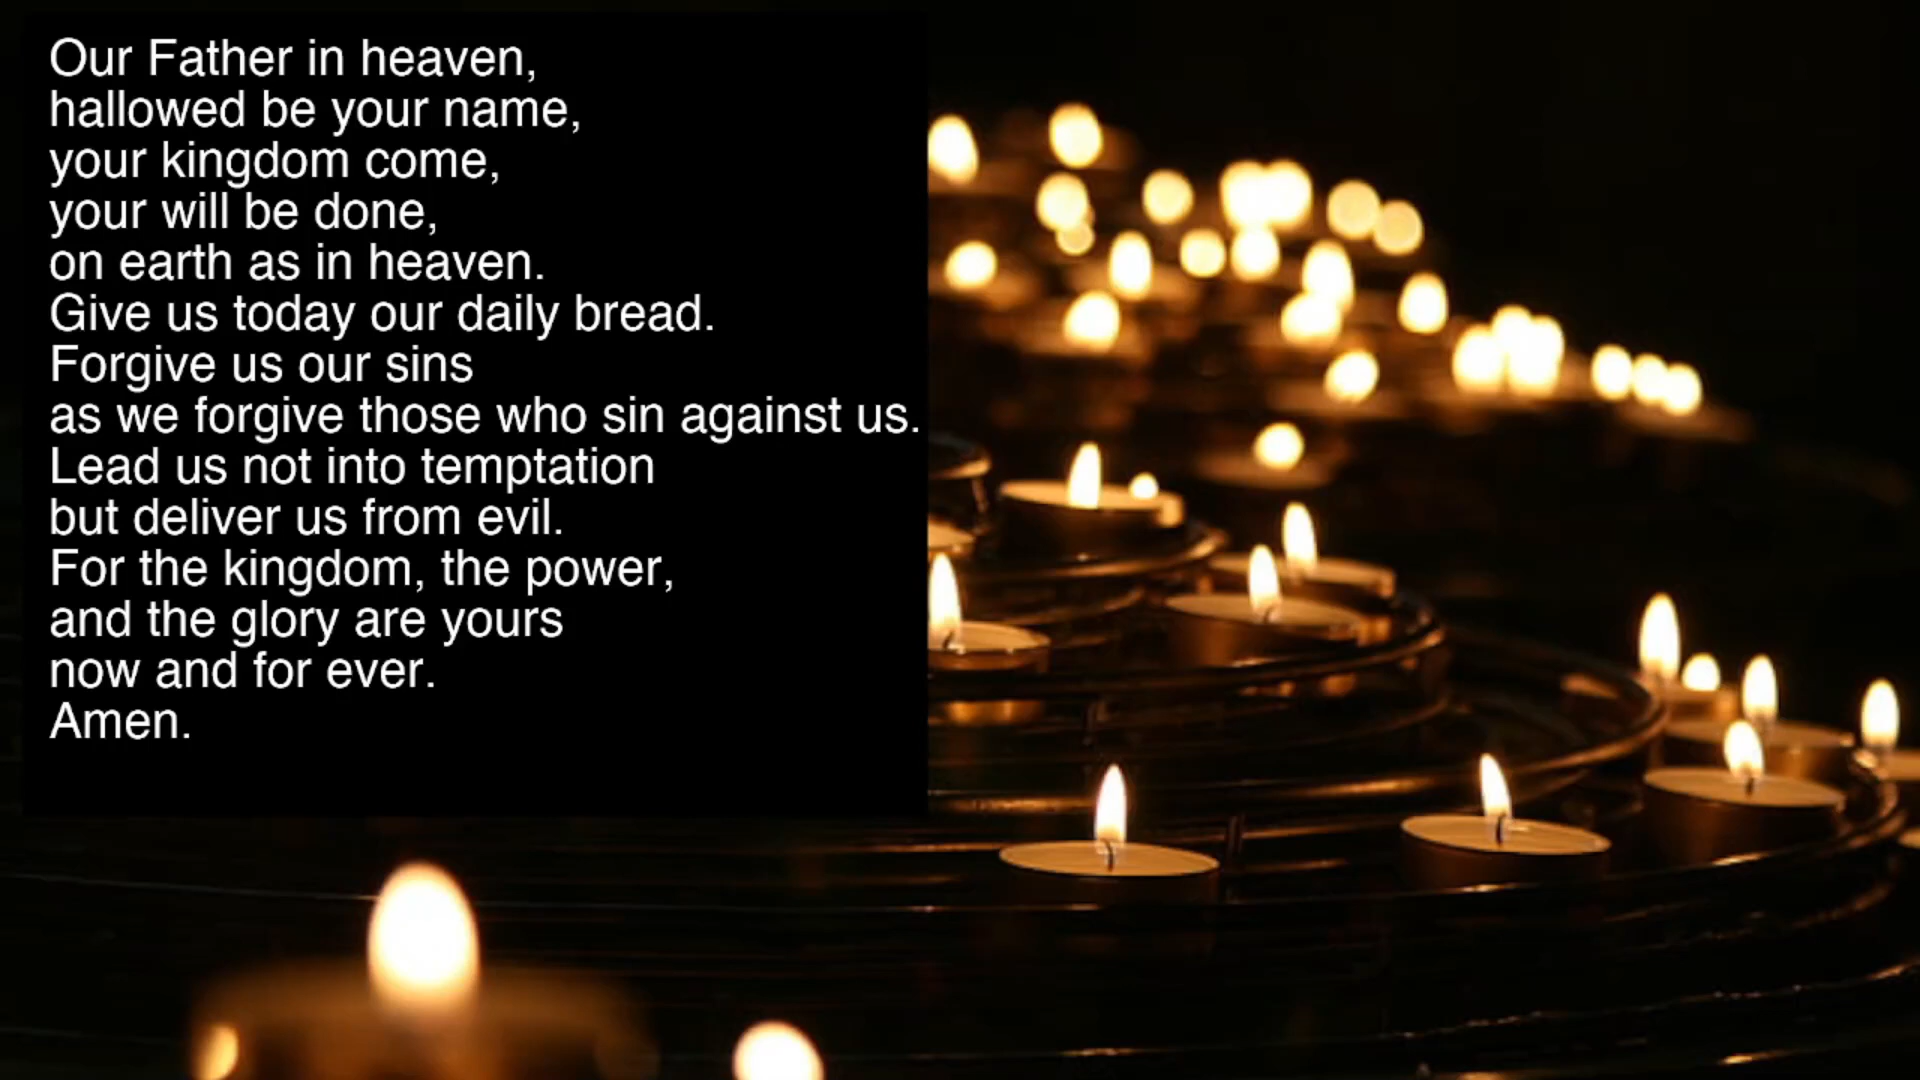 Our Father in heaven,
hallowed be your name,
your kingdom come,
your will be done,
on earth as in heaven.
Give us today our daily bread.
Forgive us our sins
as we forgive those who sin against us.
Lead us not into temptation
but deliver us from evil.
For the kingdom, the power,
and the glory are yours
now and for ever.
Amen.